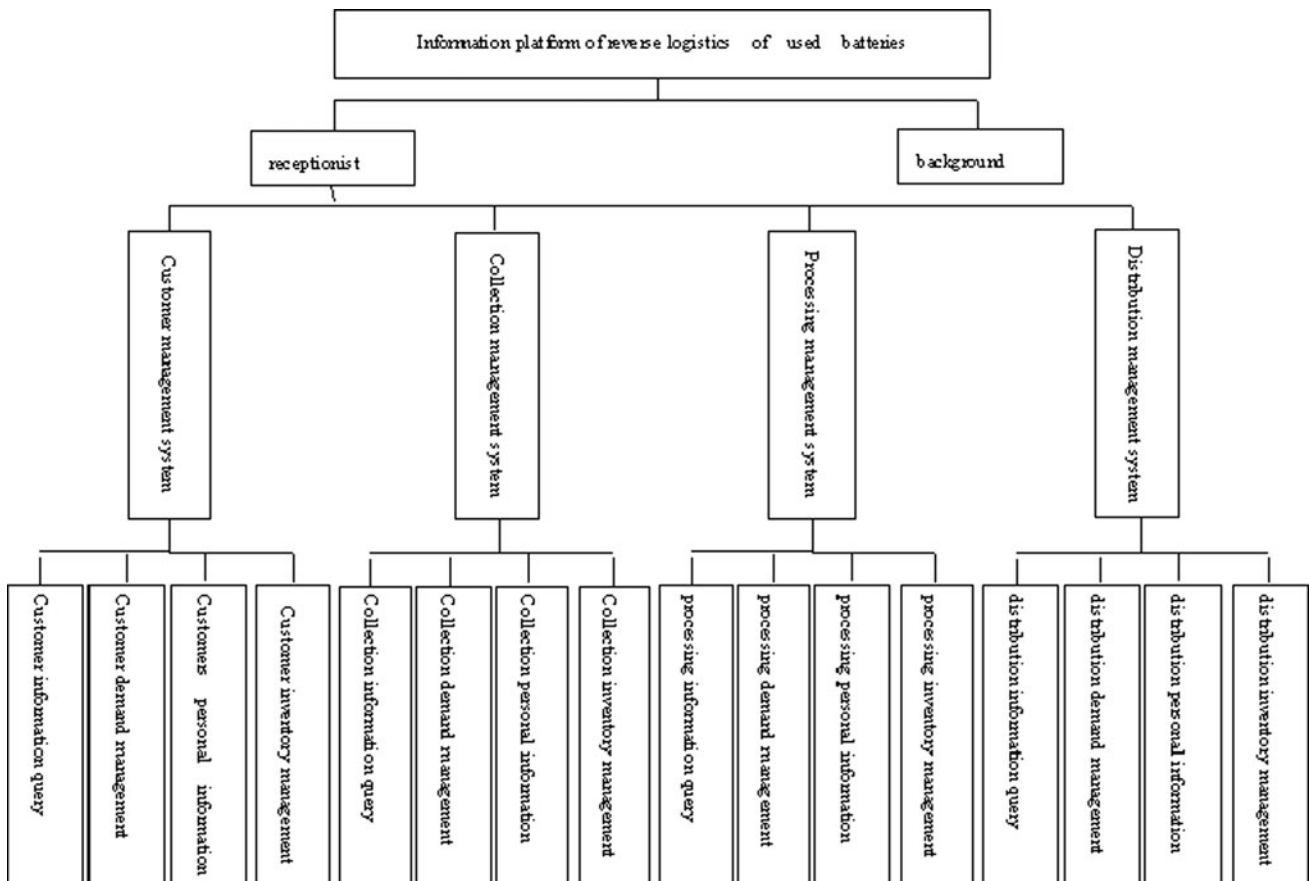 Information platform of reverse logistics of used batteries
receptionist
background
Customer management system
Collection management system
Processing management system
Distribution management system
Customer information query
Customer demand management
Customers personal information
Customer inventory management
Collection information query
Collection demand management
Collection personal information
Collection inventory management
processing information query
processing demand management
processing personal information
processing inventory management
distribution information query
distribution demand management
distribution personal information
distribution inventory management